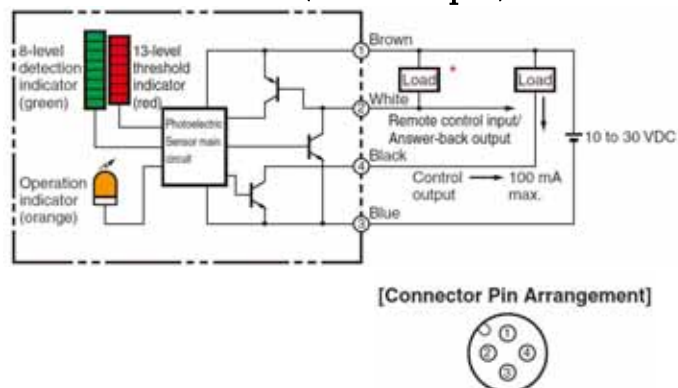 8-level
detection
indicator
(green)
13-level
threshold
indicator
(red)
Photoelectric
Sensor main
circuit
Operation
indicator
(orange)
1
Brown
Load
*
Load
2
White
Remote control input/
Answer-back output
10 to 30 VDC
4
Black
Control
output
100 mA
max.
3
Blue
[Connector Pin Arrangement]
1
2
4
3